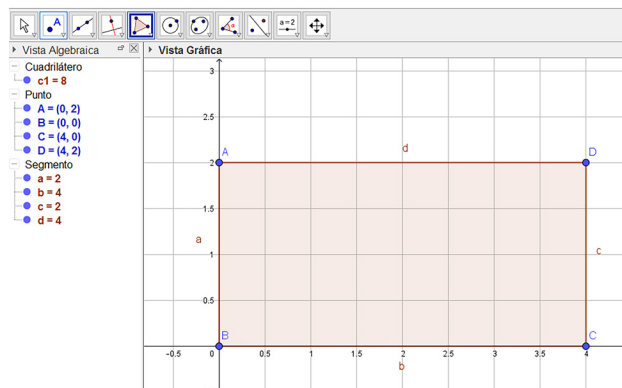 A
a=2
Vista Algebraica
Vista Gráfica
Cuadrilátero
c1 = 8
Punto
A = (0, 2)
B = (0, 0)
C = (4, 0)
D = (4, 2)
Segmento
a = 2
b = 4
c = 2
d = 4
3
2.5
2
1.5
1
0.5
A
d
D
a
c
B
C
-0.5
0
0.5
1
1.5
2
2.5
3
3.5
4
b